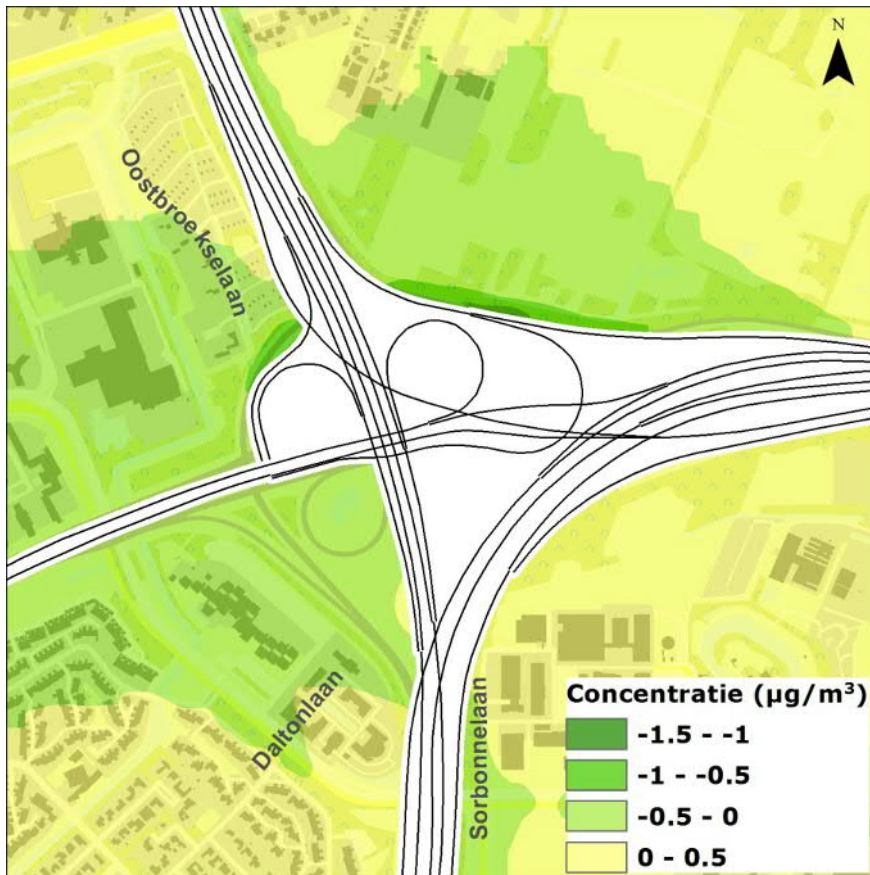 N
Oostbroekselaan
Daltonlaan
Sorbonnelaan
Concentratie (µg/m³)
-1.5 - -1
-1 - -0.5
-0.5 - 0
0 - 0.5